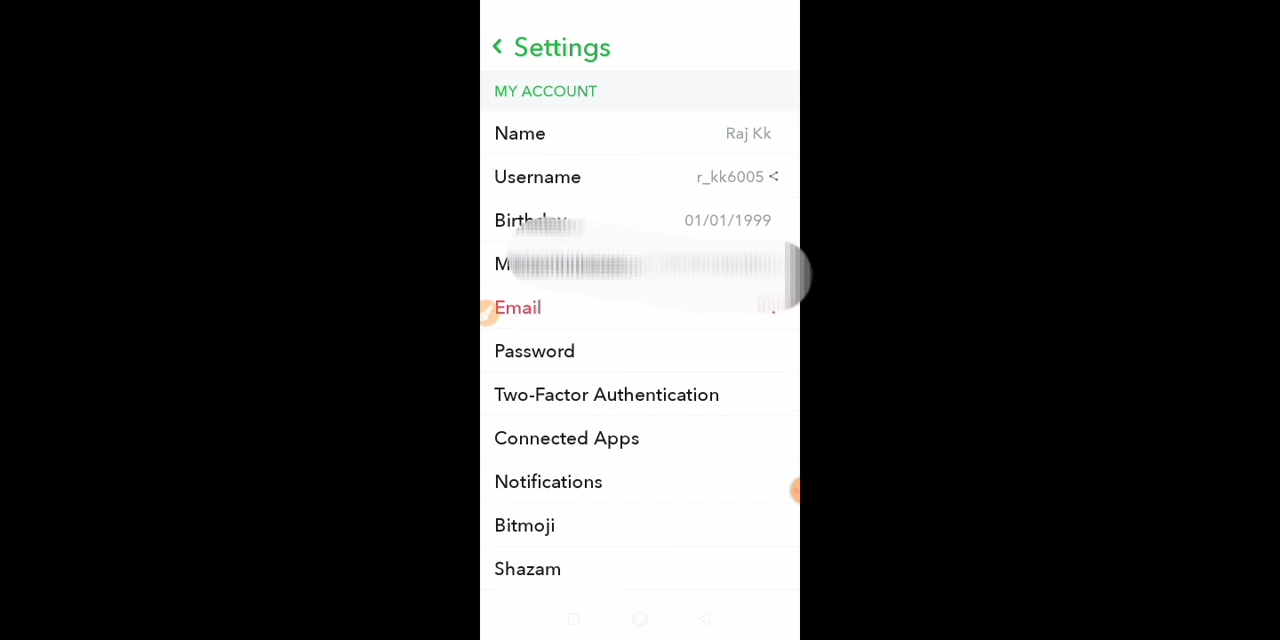 Settings
MY ACCOUNT
Name Raj Kk
Username r_kk6005
Birthday 01/01/1999
Email
Password
Two-Factor Authentication
Connected Apps
Notifications
Bitmoji
Shazam